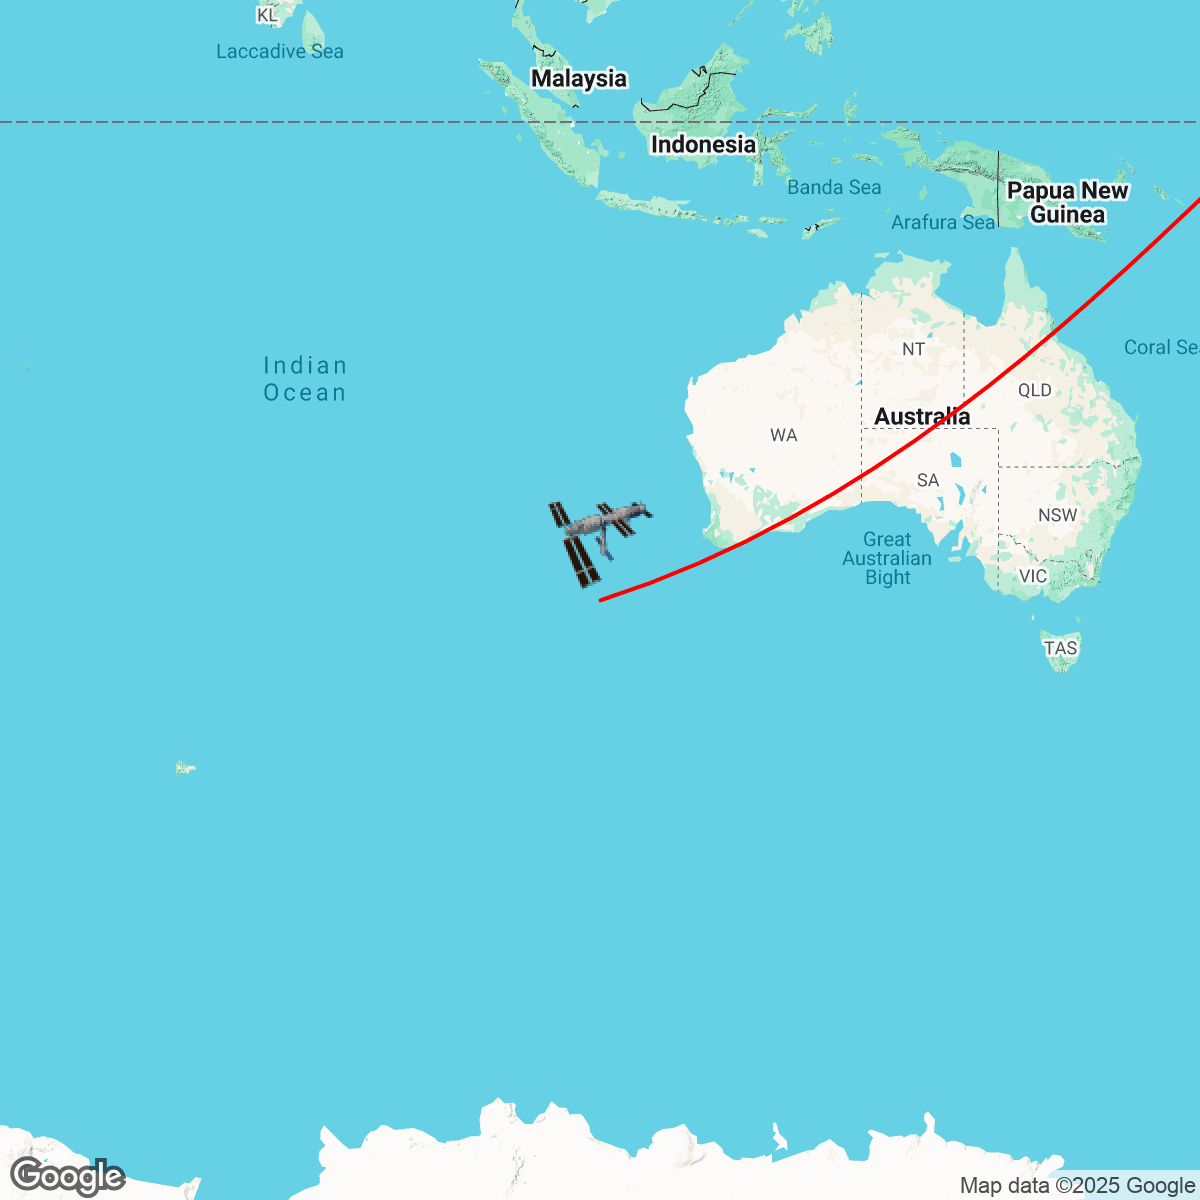 KL
Laccadive Sea
Malaysia
Indonesia
Banda Sea
Papua New
Guinea
Arafura Sea
Coral Sea
NT
Indian
Ocean
QLD
Australia
WA
SA
NSW
Great
Australian
Bight
VIC
TAS
Google
Map data ©2025 Google